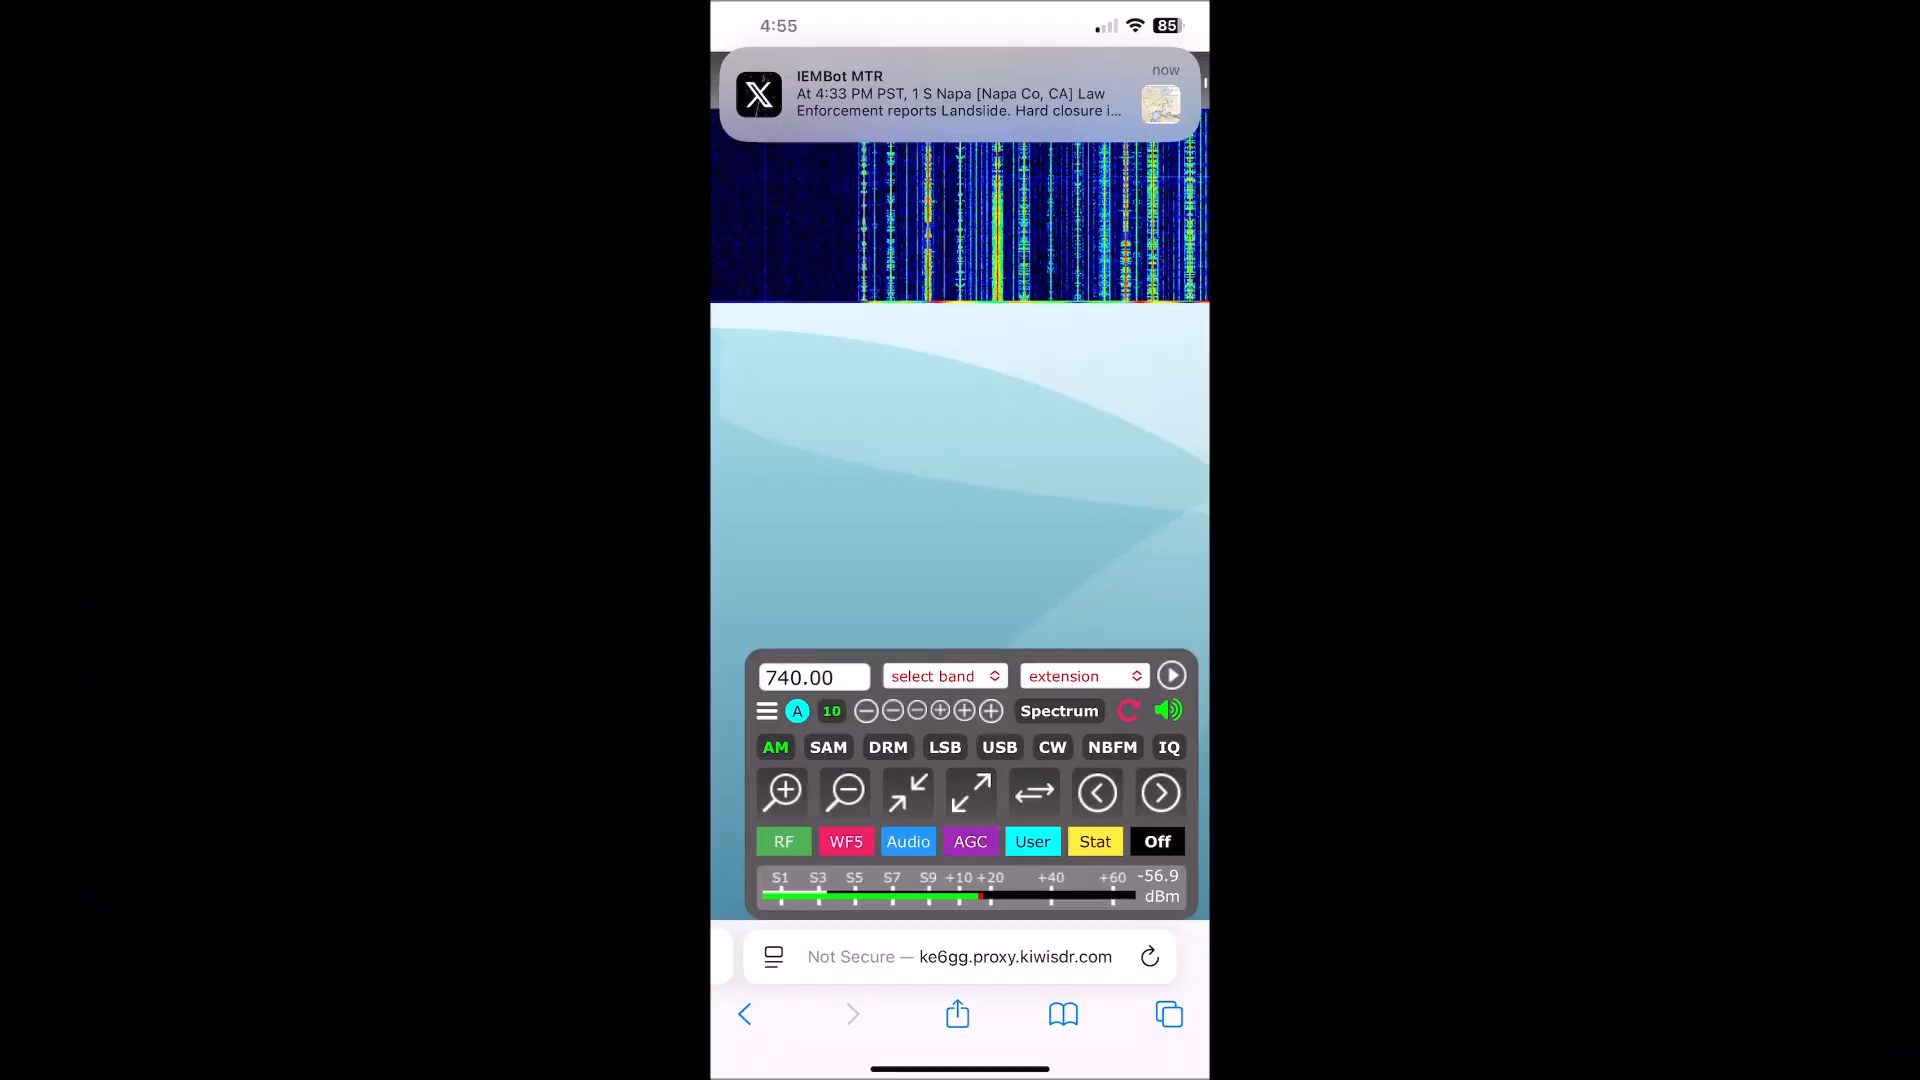 4:55
85
IEMBot MTR
now
At 4:33 PM PST, 1 S Napa [Napa Co, CA] Law
Enforcement reports Landslide. Hard closure i...
740.00
select band
extension
A
10
Spectrum
AM
SAM
DRM
LSB
USB
CW
NBFM
IQ
RF
WF5
Audio
AGC
User
Stat
Off
S1 S3 S5 S7 S9 +10 +20 +40 +60 -56.9
dBm
Not Secure — ke6gg.proxy.kiwisdr.com